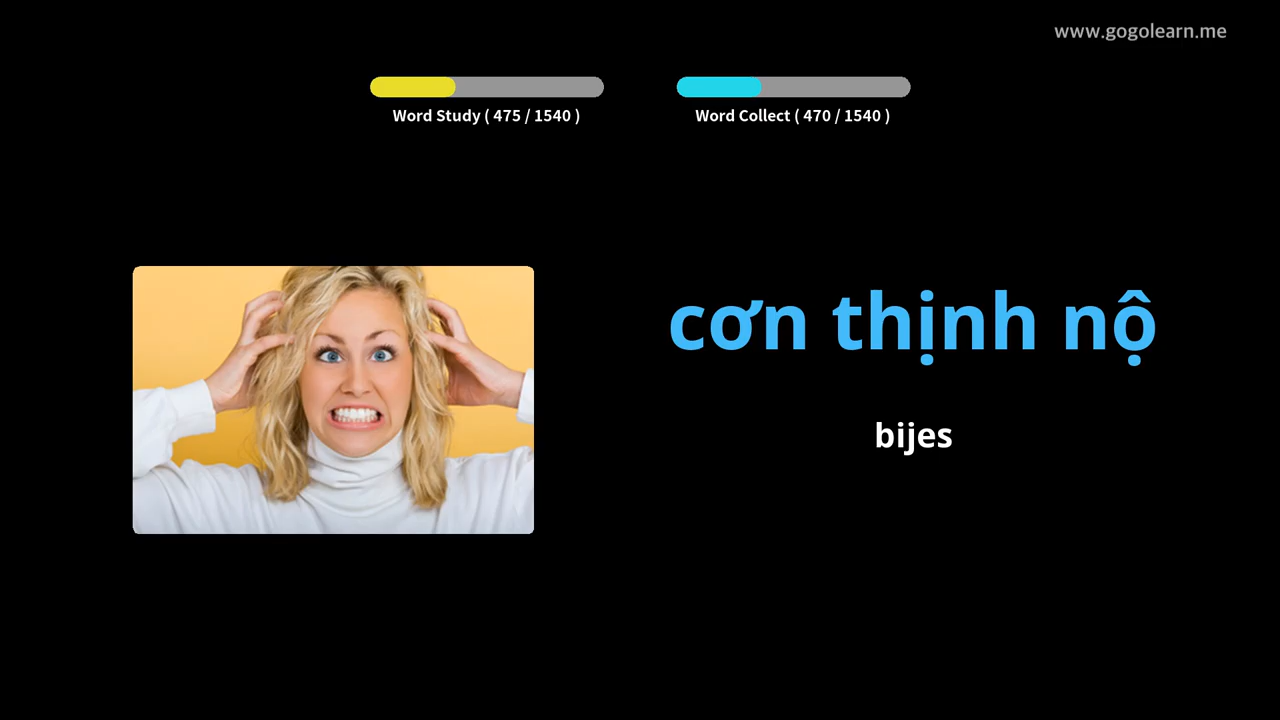 www.gogolearn.me
Word Study ( 475 / 1540 )
Word Collect ( 470 / 1540 )
cơn thịnh nộ
bijes